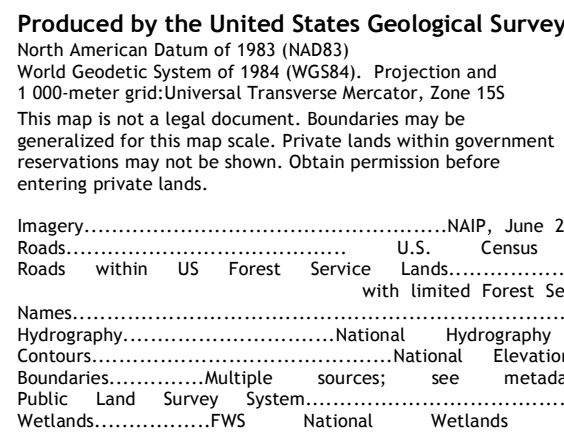 Produced by the United States Geological Survey
North American Datum of 1983 (NAD83)
World Geodetic System of 1984 (WGS84). Projection and
1 000-meter grid:Universal Transverse Mercator, Zone 15S
This map is not a legal document. Boundaries may be
generalized for this map scale. Private lands within government
reservations may not be shown. Obtain permission before
entering private lands.
Imagery.....................................................NAIP, June 2
Roads......................................... U.S. Census
Roads within US Forest Service Lands.................
with limited Forest Se
Names........................................................................
Hydrography...............................National Hydrography
Contours............................................National Elevation
Boundaries..............Multiple sources; see metada
Public Land Survey System......................................
Wetlands.................FWS National Wetlands